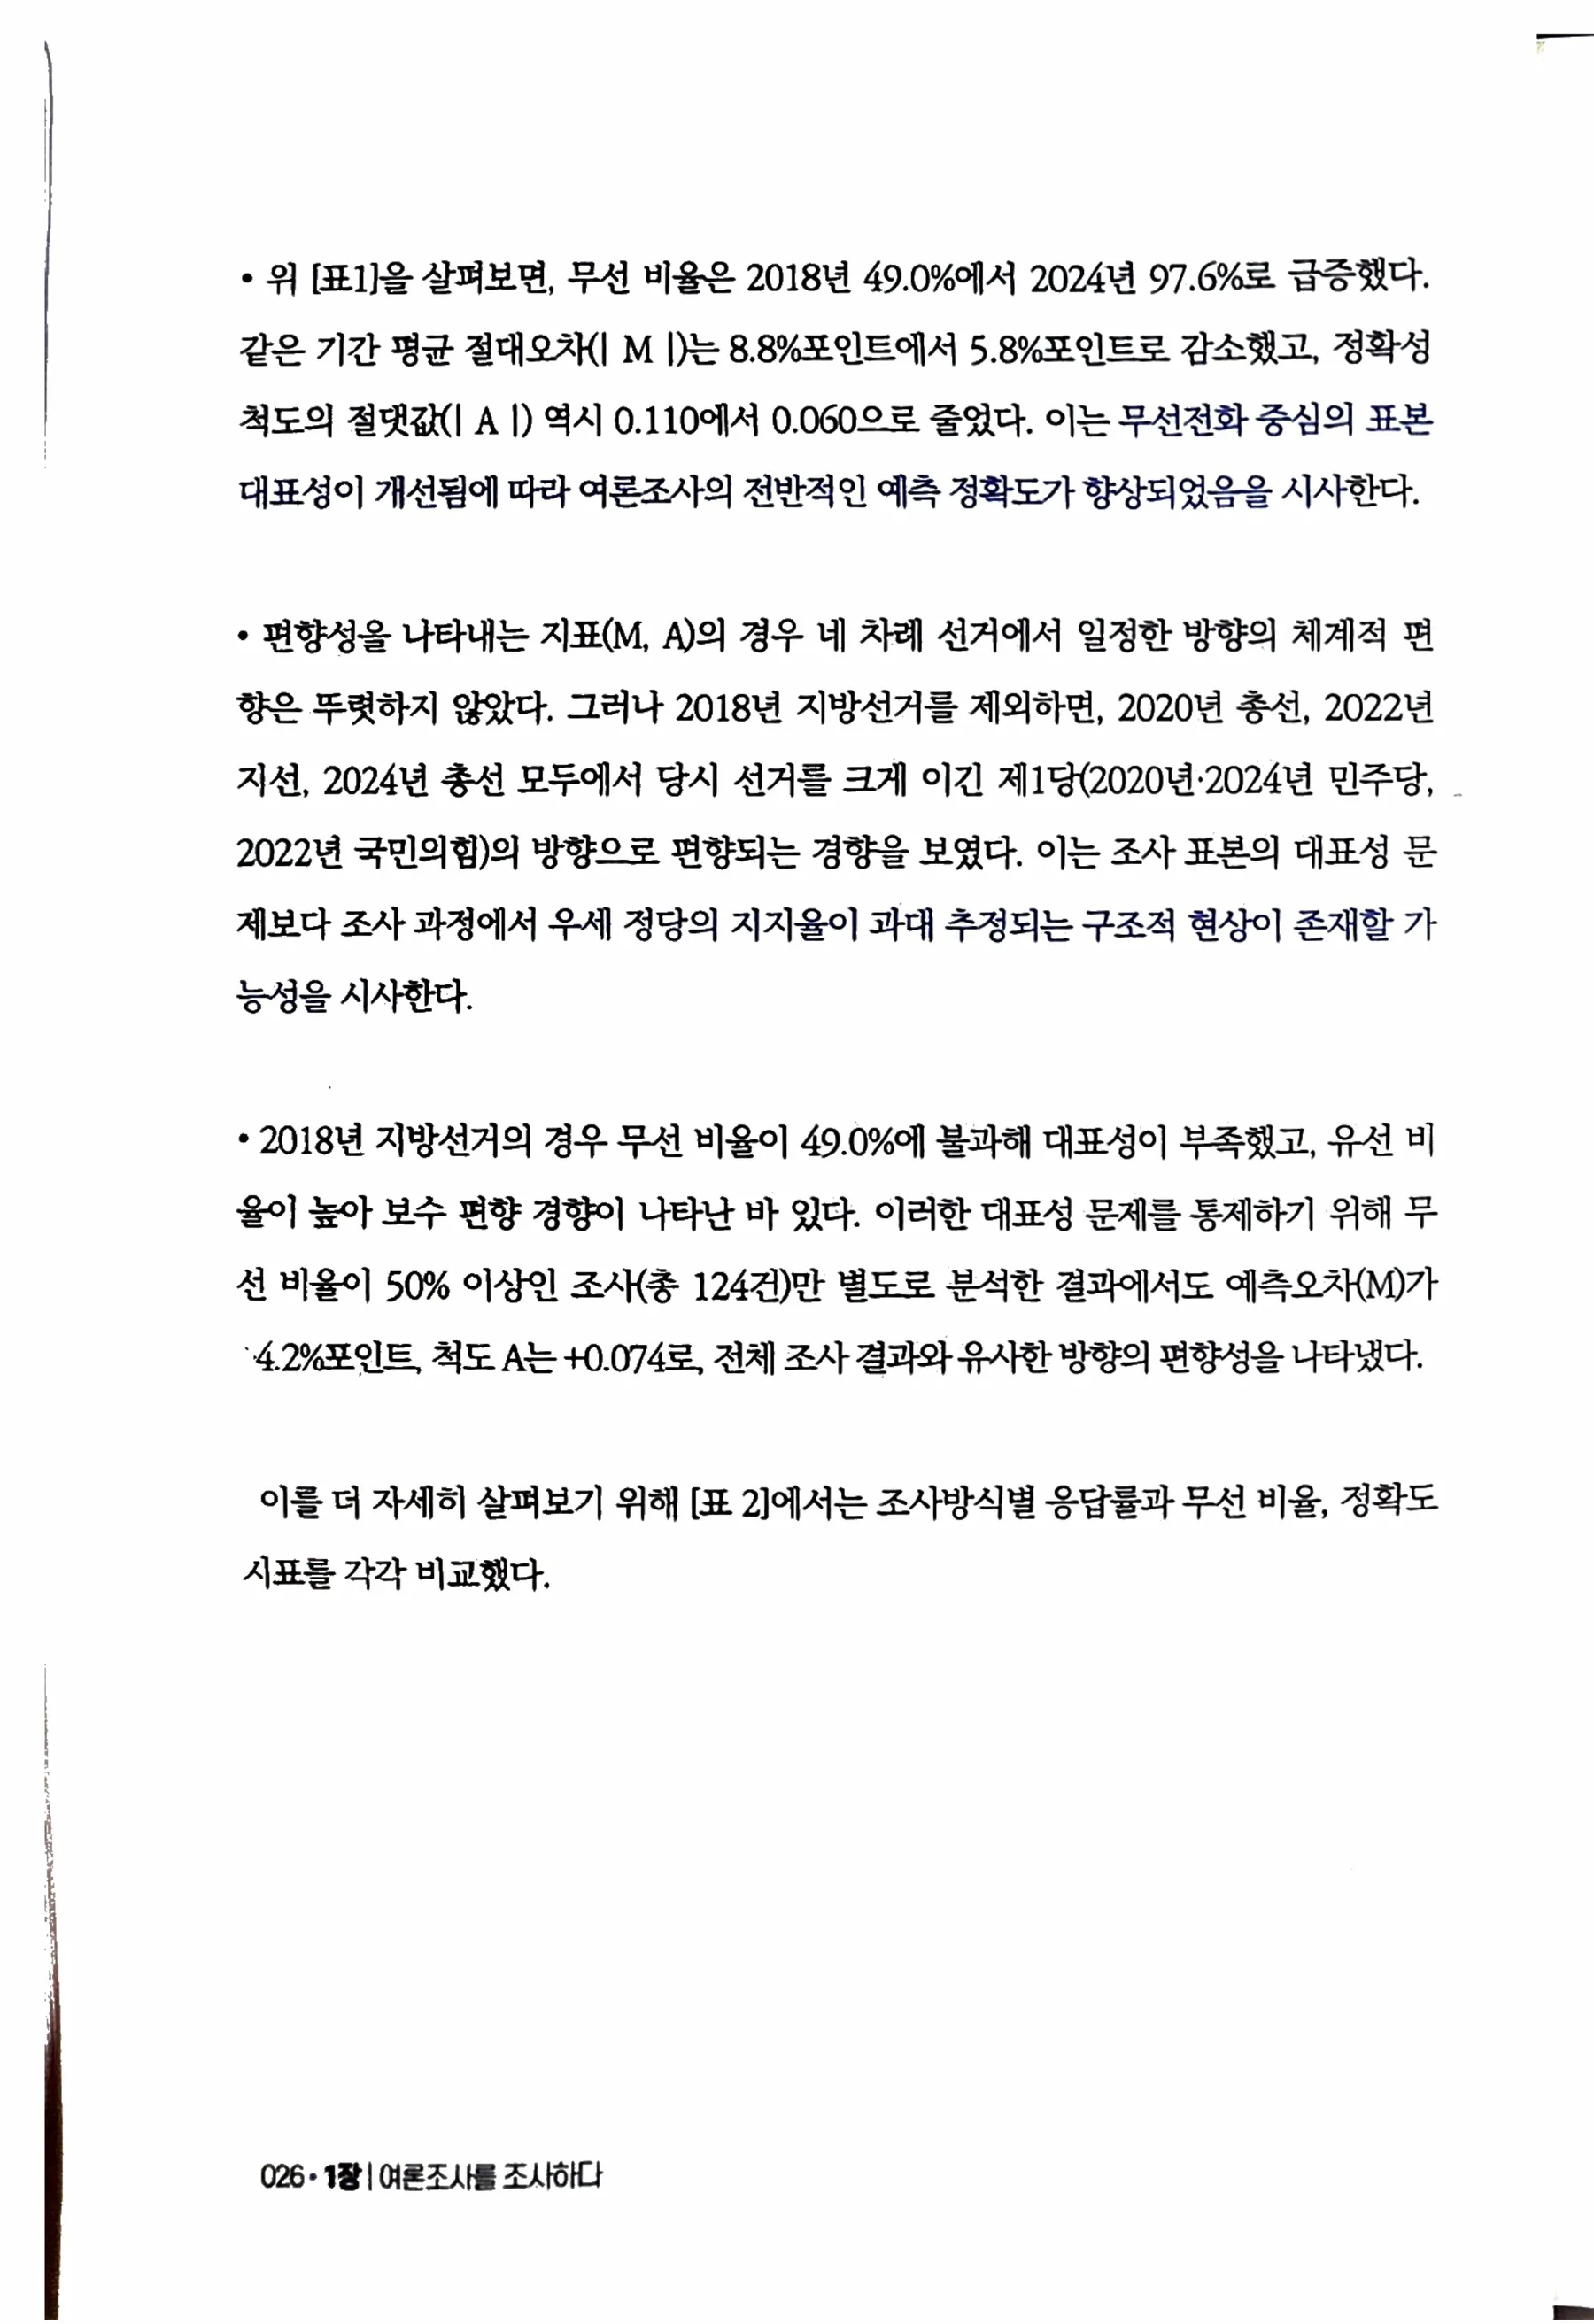 • 위 [표1]을 살펴보면, 무선 비율은 2018년 49.0%에서 2024년 97.6%로 급증했다.
같은 기간 평균 절대오차(| M |)는 8.8%포인트에서 5.8%포인트로 감소했고, 정확성
척도의 절댓값(| A |) 역시 0.110에서 0.060으로 줄었다. 이는 무선전화 중심의 표본
대표성이 개선됨에 따라 여론조사의 전반적인 예측 정확도가 향상되었음을 시사한다.
• 편향성을 나타내는 지표(M, A)의 경우 네 차례 선거에서 일정한 방향의 체계적 편
향은 뚜렷하지 않았다. 그러나 2018년 지방선거를 제외하면, 2020년 총선, 2022년
지선, 2024년 총선 모두에서 당시 선거를 크게 이긴 제1당(2020년·2024년 민주당,
2022년 국민의힘)의 방향으로 편향되는 경향을 보였다. 이는 조사 표본의 대표성 문
제보다 조사 과정에서 우세 정당의 지지율이 과대 추정되는 구조적 현상이 존재할 가
능성을 시사한다.
• 2018년 지방선거의 경우 무선 비율이 49.0%에 불과해 대표성이 부족했고, 유선 비
율이 높아 보수 편향 경향이 나타난 바 있다. 이러한 대표성 문제를 통제하기 위해 무
선 비율이 50% 이상인 조사(총 124건)만 별도로 분석한 결과에서도 예측오차(M)가
-4.2%포인트, 척도 A는 +0.074로, 전체 조사 결과와 유사한 방향의 편향성을 나타냈다.
이를 더 자세히 살펴보기 위해 [표 2]에서는 조사방식별 응답률과 무선 비율, 정확도
지표를 각각 비교했다.
026 • 1장 | 여론조사를 조사하다